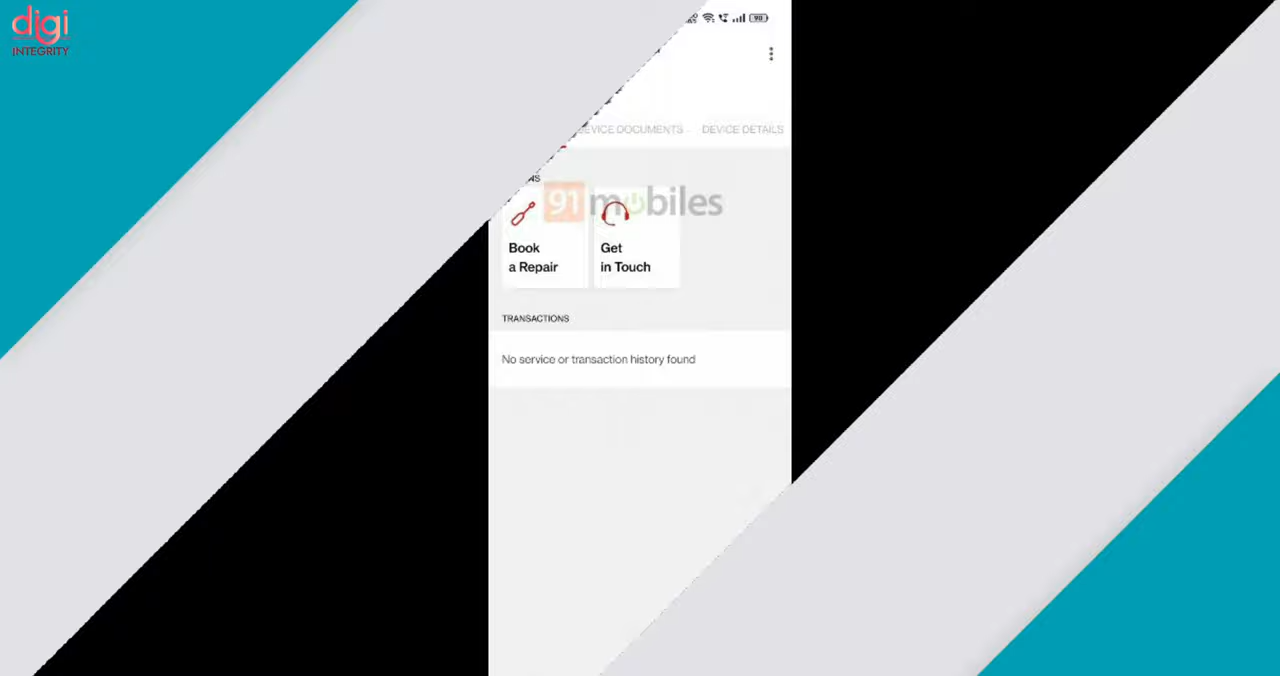 digi
INTEGRITY
90
DEVICE DOCUMENTS
DEVICE DETAILS
91mobiles
Book
a Repair
Get
in Touch
TRANSACTIONS
No service or transaction history found